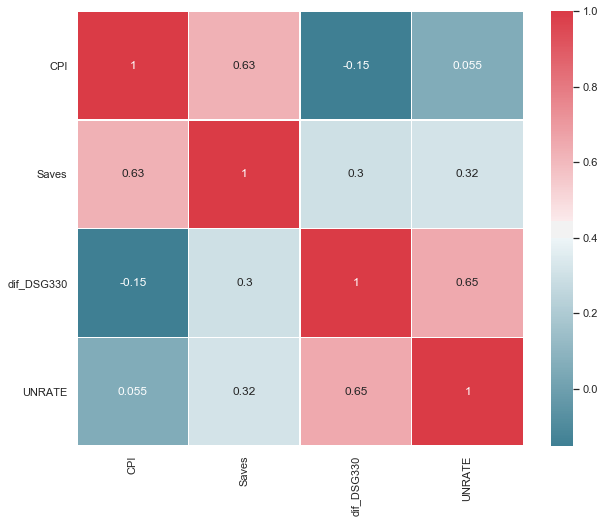 1.0
CPI 1 0.63 -0.15 0.055
0.8
0.6
Saves 0.63 1 0.3 0.32
0.4
dif_DSG330 -0.15 0.3 1 0.65
0.2
UNRATE 0.055 0.32 0.65 1
0.0
CPI
Saves
dif_DSG330
UNRATE